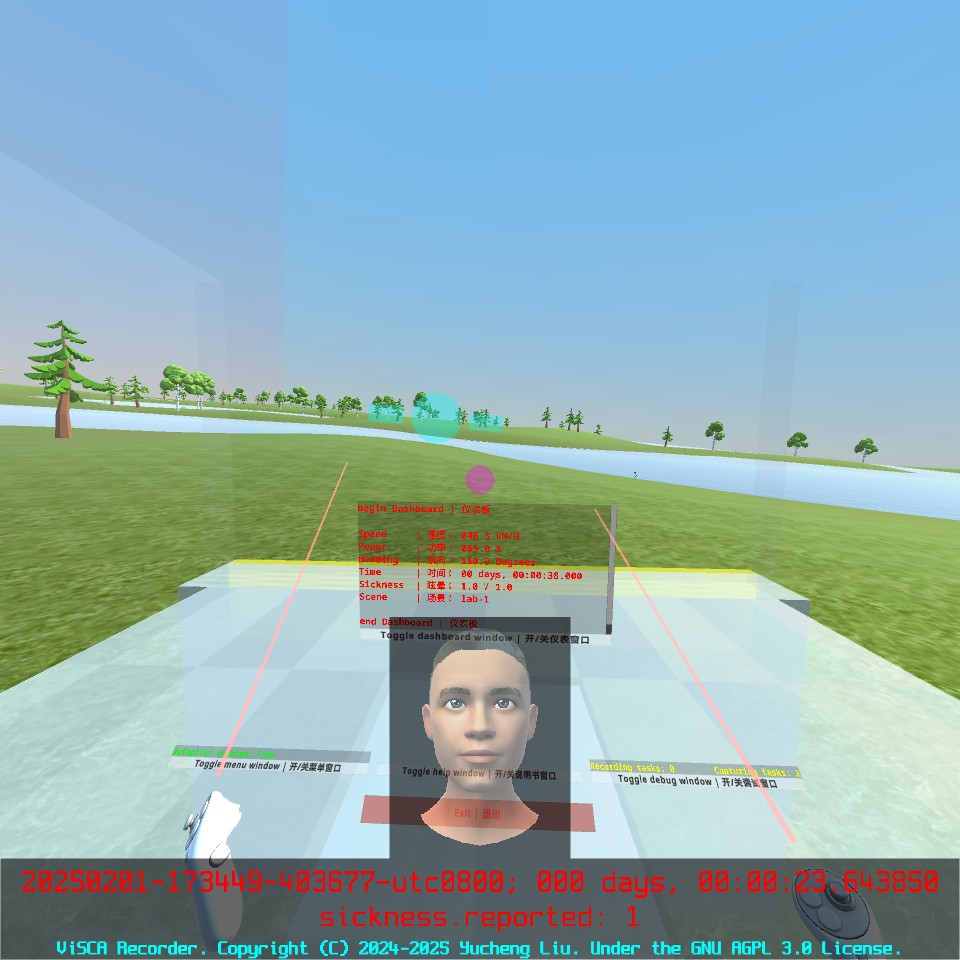 begin Dashboard | 仪表板
Speed | 速度: km/H
Power | 功率:
Heading | 航向: Degrees
Time | 时间: 00 days, 00:00:38.000
Sickness | 眩晕: 1.0 / 1.0
Scene | 场景: lab-1
end Dashboard | 仪表板
Toggle dashboard window | 开/关仪表窗口
Toggle menu window | 开/关菜单窗口
Toggle help window | 开/关说明书窗口
Recording tasks: 0 Capturing tasks: 3
Toggle debug window | 开/关调试窗口
Exit | 退出
20250201-173449-403677-utc0800; 000 days, 00:00:23.643850
sickness.reported: 1
ViSCA Recorder. Copyright (C) 2024-2025 Yucheng Liu. Under the GNU AGPL 3.0 License.